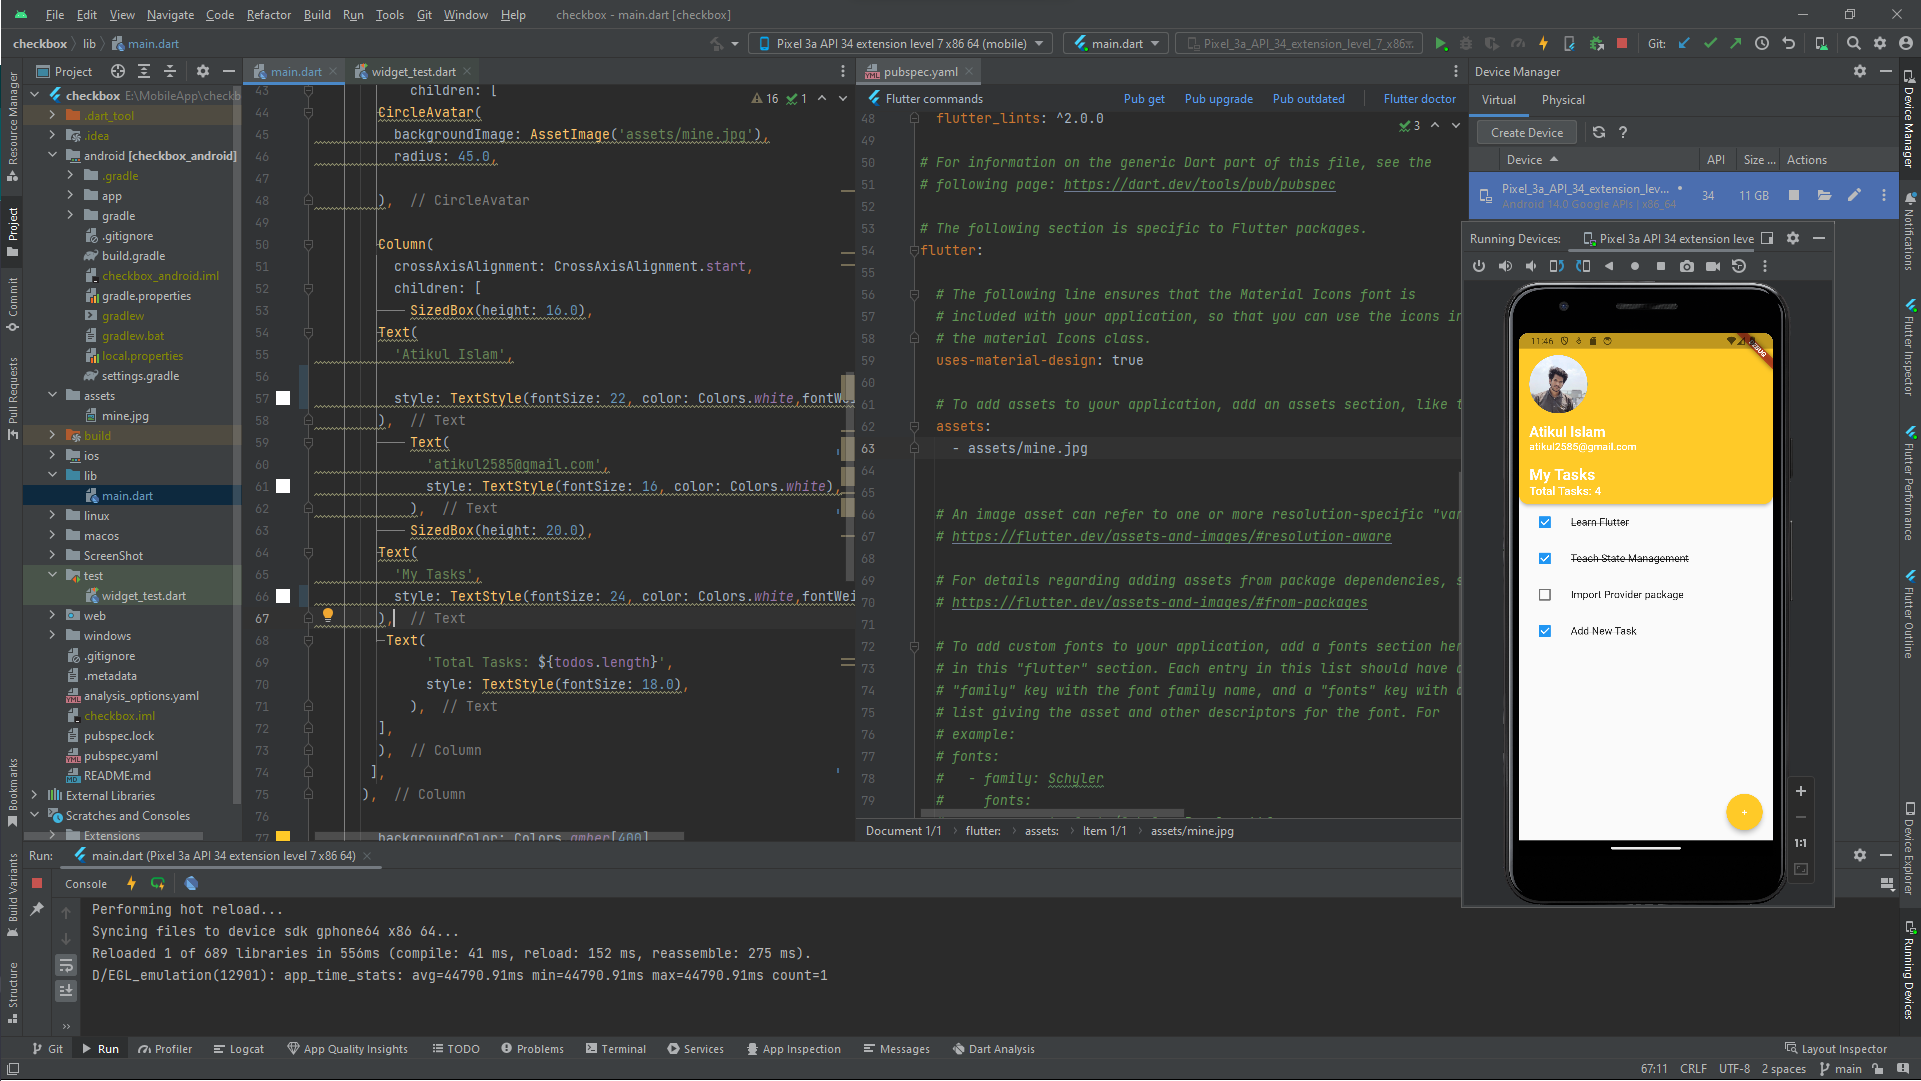 File Edit View Navigate Code Refactor Build Run Tools Git Window Help checkbox - main.dart [checkbox]
checkbox lib main.dart
Pixel 3a API 34 extension level 7 x86 64 (mobile) main.dart Pixel_3a_API_34_extension_level_7_x86... Git:
Project
main.dart widget_test.dart
pubspec.yaml
Device Manager
checkbox E:\MobileApp\checkb
.dart_tool
.idea
android [checkbox_android]
.gradle
app
gradle
.gitignore
build.gradle
checkbox_android.iml
gradle.properties
gradlew
gradlew.bat
local.properties
settings.gradle
assets
mine.jpg
build
ios
lib
main.dart
linux
macos
ScreenShot
test
widget_test.dart
web
windows
.gitignore
.metadata
analysis_options.yaml
checkbox.iml
pubspec.lock
pubspec.yaml
README.md
External Libraries
Scratches and Consoles
Extensions
Resource Manager
Project
Commit
Pull Requests
Bookmarks
Build Variants
Structure
16 1
43 children: [
44 CircleAvatar(
45 backgroundImage: AssetImage('assets/mine.jpg'),
46 radius: 45.0,
47
48 ), // CircleAvatar
49
50 Column(
51 crossAxisAlignment: CrossAxisAlignment.start,
52 children: [
53 SizedBox(height: 16.0),
54 Text(
55 'Atikul Islam',
56
57 style: TextStyle(fontSize: 22, color: Colors.white,fontWe
58 ), // Text
59 Text(
60 'atikul2585@gmail.com',
61 style: TextStyle(fontSize: 16, color: Colors.white),
62 ), // Text
63 SizedBox(height: 20.0),
64 Text(
65 'My Tasks',
66 style: TextStyle(fontSize: 24, color: Colors.white,fontWei
67 ), // Text
68 Text(
69 'Total Tasks: ${todos.length}',
70 style: TextStyle(fontSize: 18.0),
71 ), // Text
72 ],
73 ), // Column
74 ],
75 ), // Column
76
77 backgroundColor: Colors.amber[400]
Flutter commands Pub get Pub upgrade Pub outdated Flutter doctor
3
48 flutter_lints: ^2.0.0
49
50 # For information on the generic Dart part of this file, see the
51 # following page: https://dart.dev/tools/pub/pubspec
52
53 # The following section is specific to Flutter packages.
54 flutter:
55
56 # The following line ensures that the Material Icons font is
57 # included with your application, so that you can use the icons in
58 # the material Icons class.
59 uses-material-design: true
60
61 # To add assets to your application, add an assets section, like t
62 assets:
63 - assets/mine.jpg
64
65
66 # An image asset can refer to one or more resolution-specific "var
67 # https://flutter.dev/assets-and-images/#resolution-aware
68
69 # For details regarding adding assets from package dependencies, s
70 # https://flutter.dev/assets-and-images/#from-packages
71
72 # To add custom fonts to your application, add a fonts section her
73 # in this "flutter" section. Each entry in this list should have a
74 # "family" key with the font family name, and a "fonts" key with a
75 # list giving the asset and other descriptors for the font. For
76 # example:
77 # fonts:
78 # - family: Schyler
79 # fonts:
Document 1/1 flutter: assets: Item 1/1 assets/mine.jpg
Virtual Physical
Create Device ?
Device API Size ... Actions
Pixel_3a_API_34_extension_lev... 34 11 GB
Android 14.0 Google APIs | x86_64
Running Devices: Pixel 3a API 34 extension leve
11:46
DEBUG
Atikul Islam
atikul2585@gmail.com
My Tasks
Total Tasks: 4
Learn Flutter
Teach State Management
Import Provider package
Add New Task
+
+
1:1
Device Manager
Notifications
Flutter Inspector
Flutter Performance
Flutter Outline
Device Explorer
Running Devices
Run: main.dart (Pixel 3a API 34 extension level 7 x86 64)
Console
Performing hot reload...
Syncing files to device sdk gphone64 x86 64...
Reloaded 1 of 689 libraries in 556ms (compile: 41 ms, reload: 152 ms, reassemble: 275 ms).
D/EGL_emulation(12901): app_time_stats: avg=44790.91ms min=44790.91ms max=44790.91ms count=1
Git Run Profiler Logcat App Quality Insights TODO Problems Terminal Services App Inspection Messages Dart Analysis Layout Inspector
67:11 CRLF UTF-8 2 spaces main